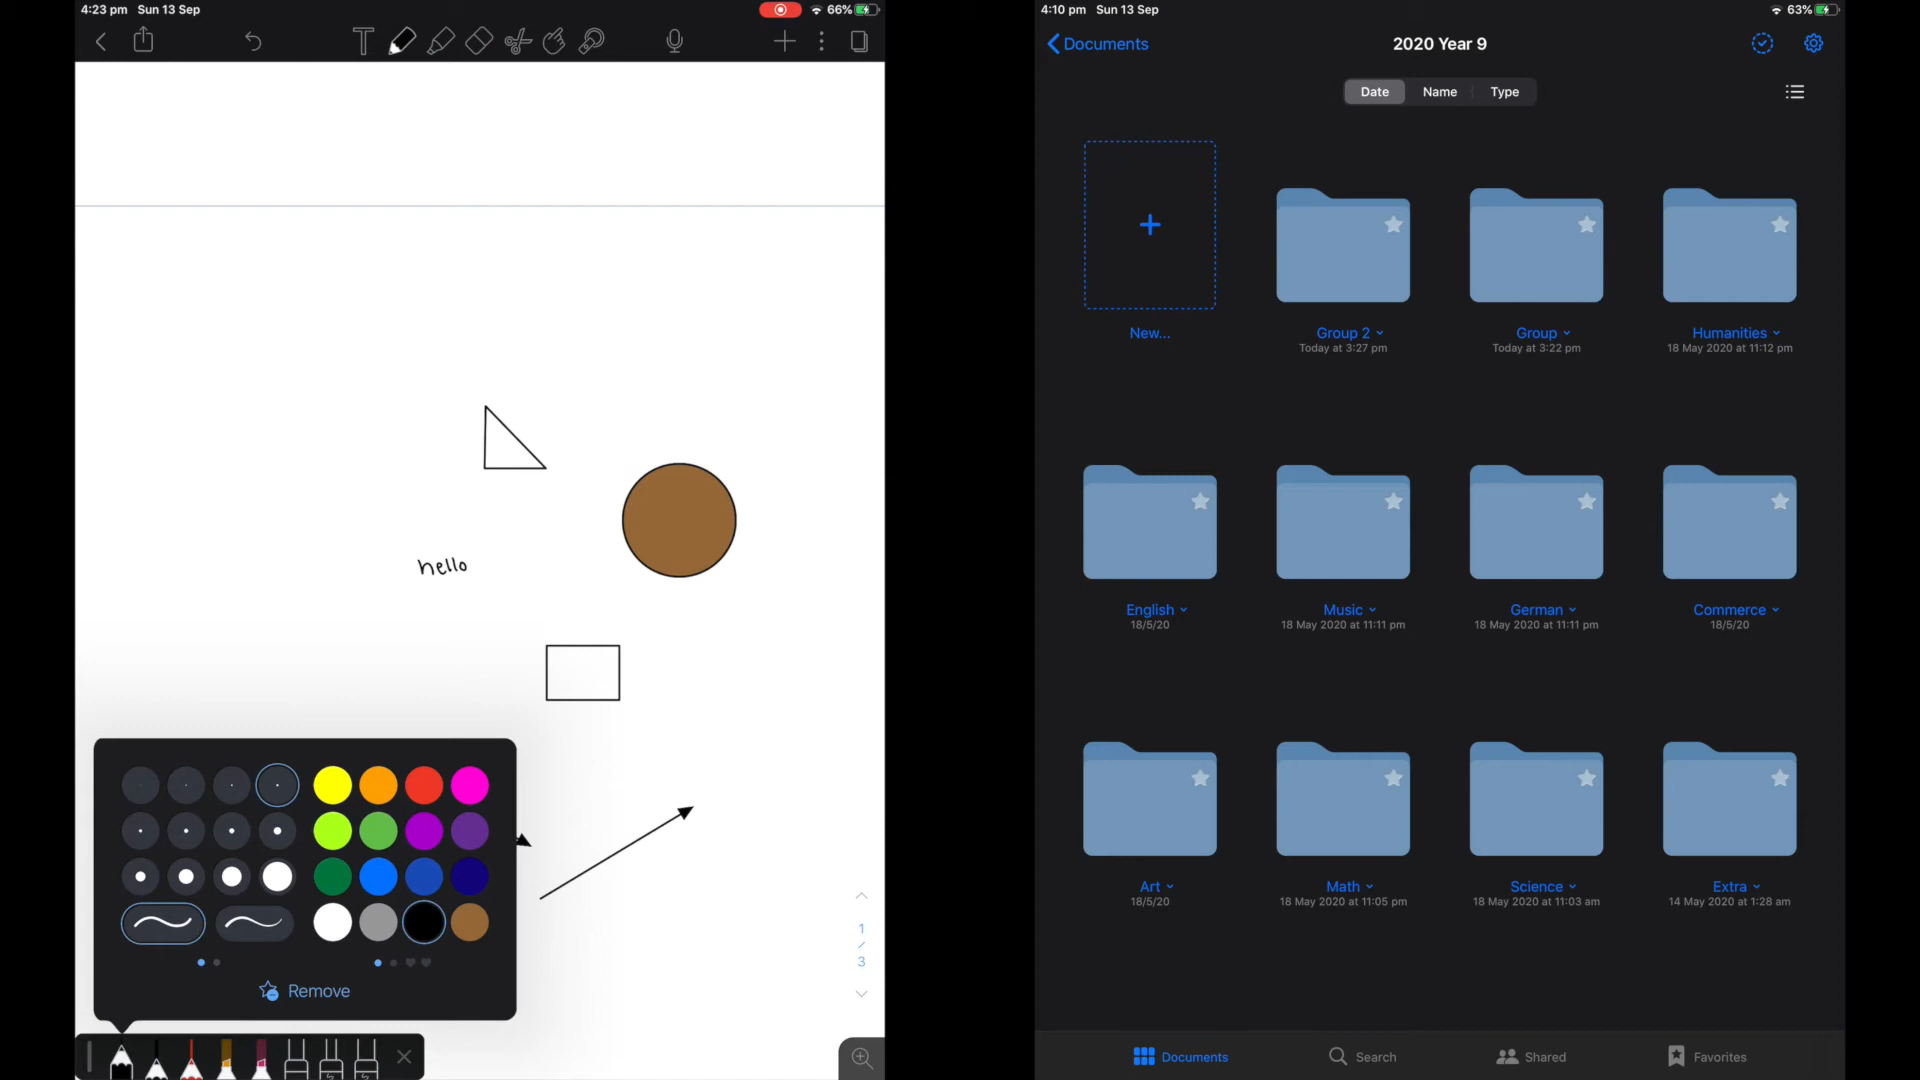 4:23 pm Sun 13 Sep
66%
T
hello
Remove
1
/
3
4:10 pm Sun 13 Sep
63%
Documents
2020 Year 9
Date Name Type
New...
Group 2
Today at 3:27 pm
Group
Today at 3:22 pm
Humanities
18 May 2020 at 11:12 pm
English
18/5/20
Music
18 May 2020 at 11:11 pm
German
18 May 2020 at 11:11 pm
Commerce
18/5/20
Art
18/5/20
Math
18 May 2020 at 11:05 pm
Science
18 May 2020 at 11:03 am
Extra
14 May 2020 at 1:28 am
Documents
Search
Shared
Favorites